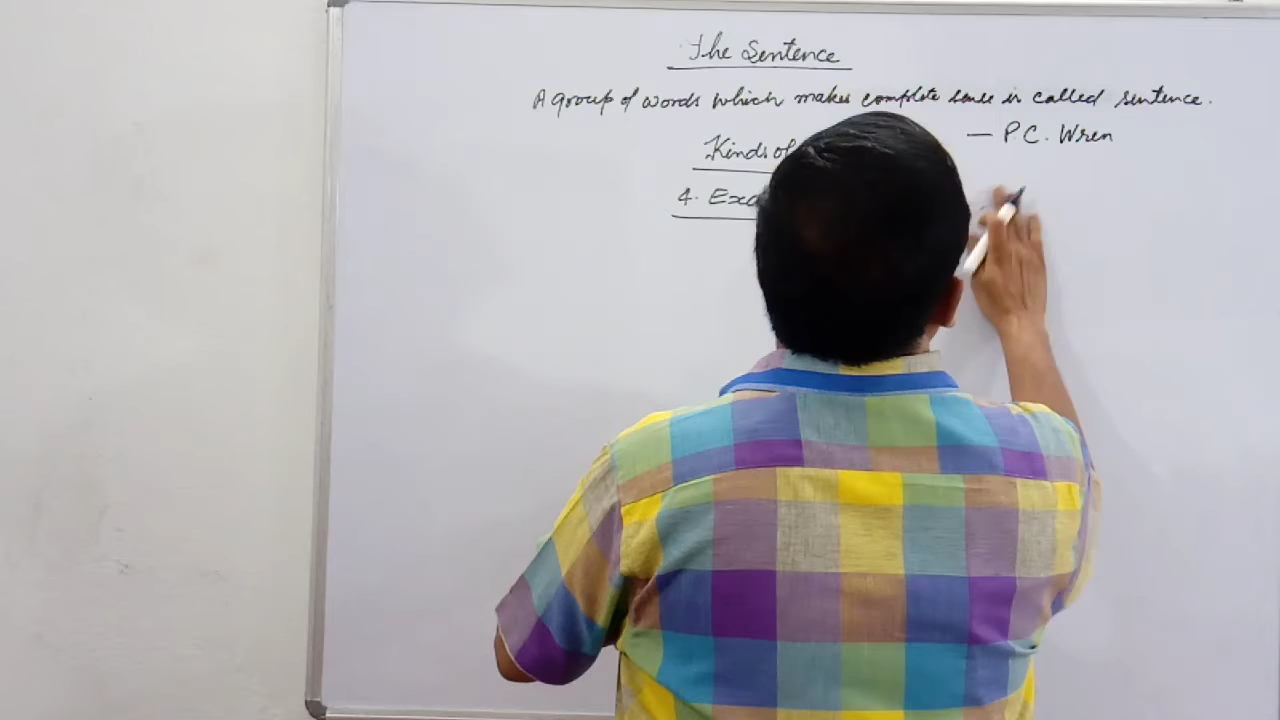 The Sentence
A group of words which makes complete sense is called sentence.
— P.C. Wren
Kinds of
4. Exc